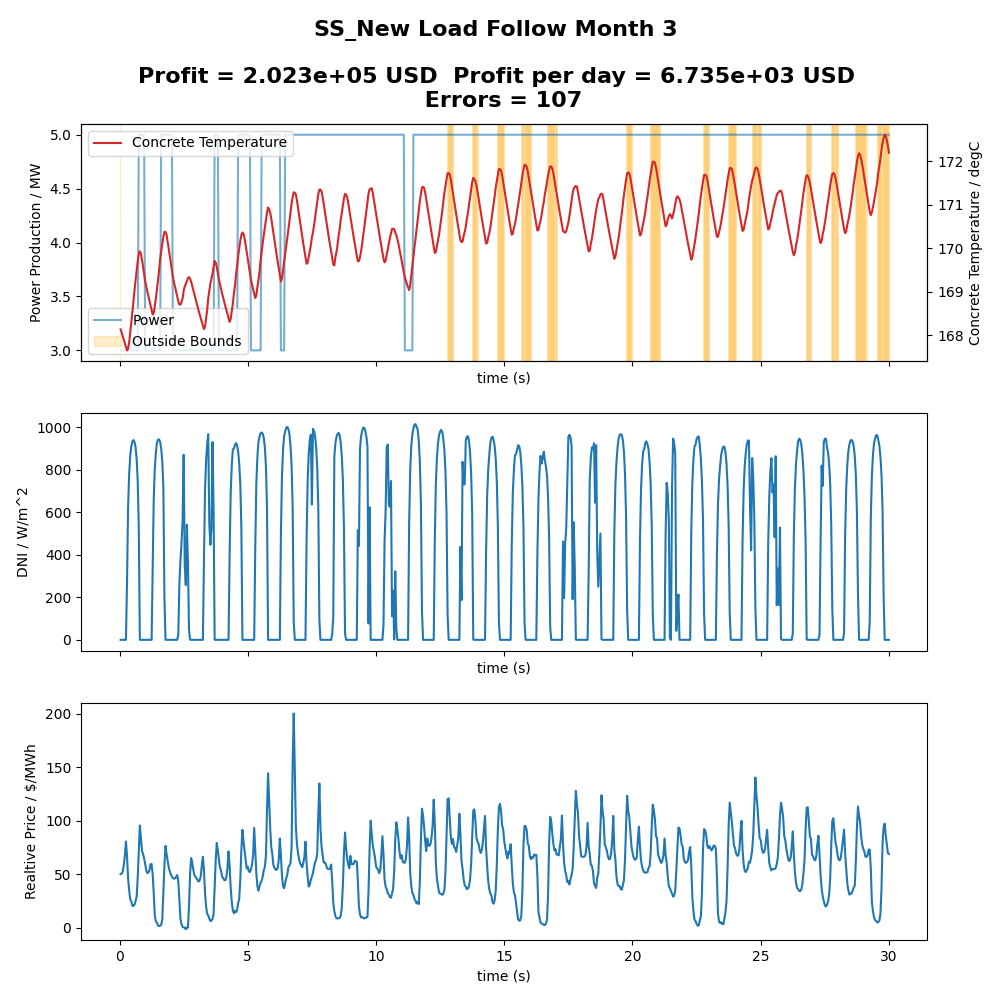 SS_New Load Follow Month 3
Profit = 2.023e+05 USD  Profit per day = 6.735e+03 USD
Errors = 107
Power Production / MW
5.0
4.5
4.0
3.5
3.0
Concrete Temperature
Power
Outside Bounds
172
171
170
169
168
Concrete Temperature / degC
time (s)
DNI / W/m^2
1000
800
600
400
200
0
time (s)
Realtive Price / $/MWh
200
150
100
50
0
0 5 10 15 20 25 30
time (s)